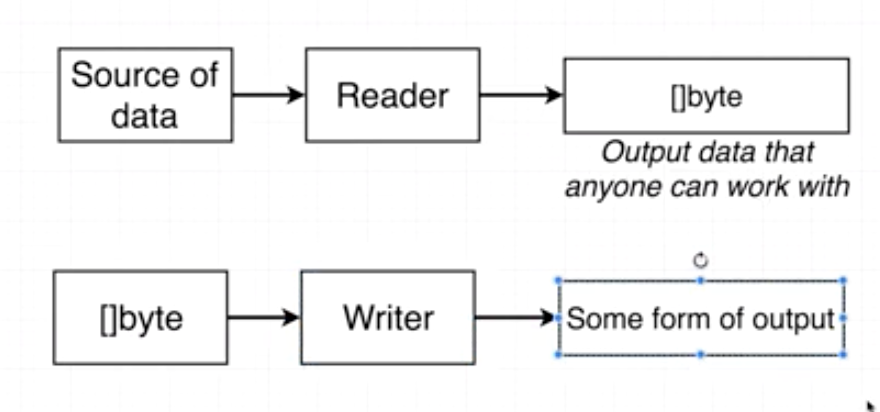 Source of
data
Reader
[]byte
Output data that
anyone can work with
[]byte
Writer
Some form of output